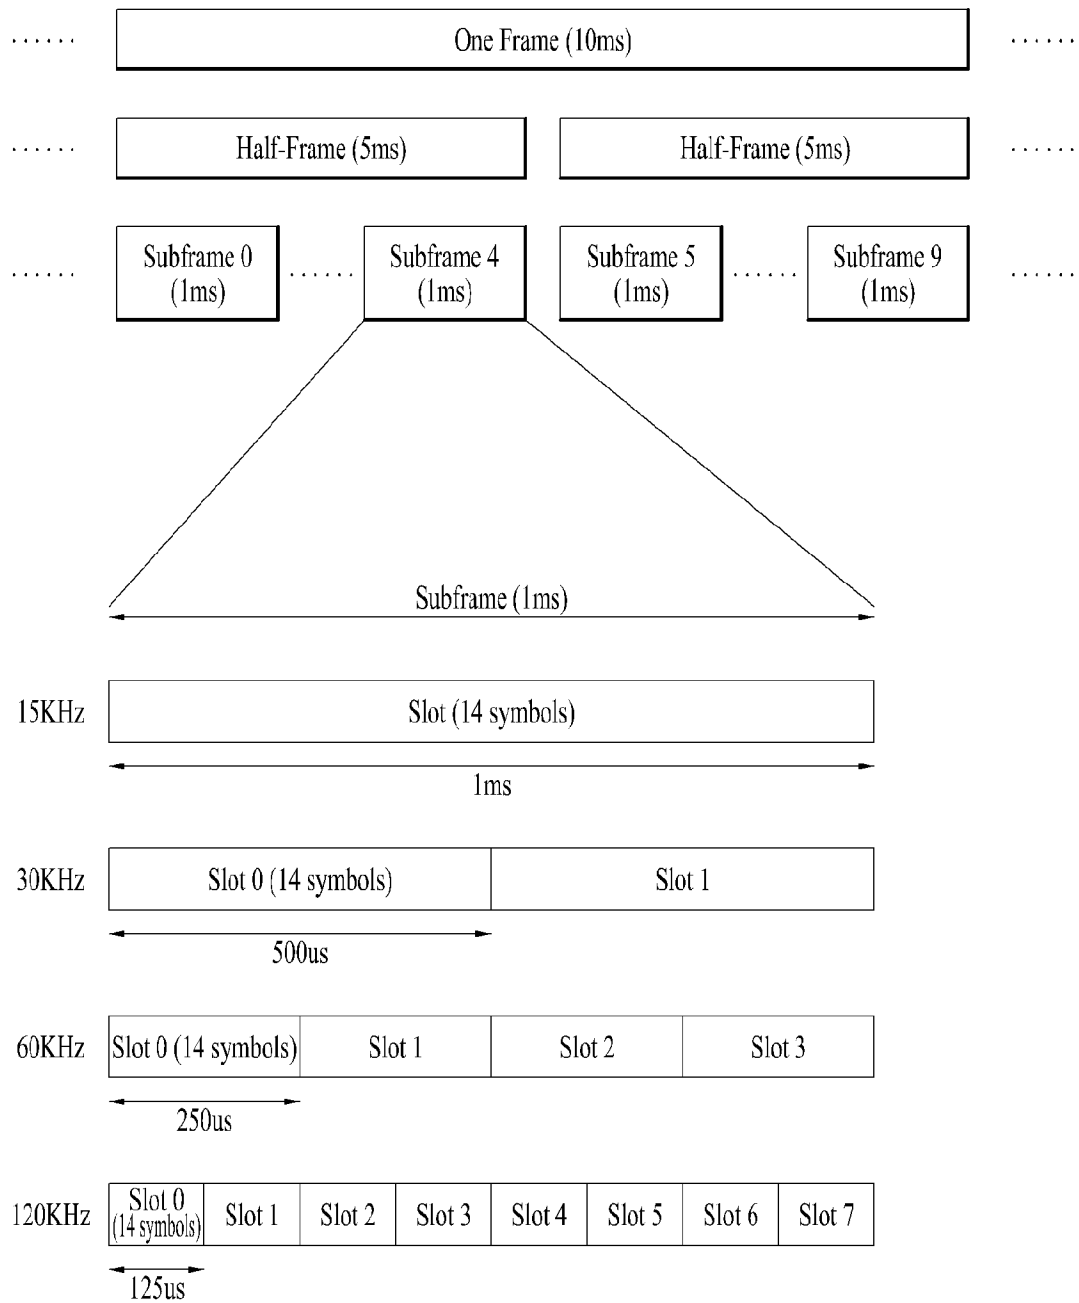 ...... One Frame (10ms) ......
...... Half-Frame (5ms) Half-Frame (5ms) ......
...... Subframe 0 ...... Subframe 4 Subframe 5 ...... Subframe 9 ......
(1ms) (1ms) (1ms) (1ms)
Subframe (1ms)
15KHz Slot (14 symbols)
1ms
30KHz Slot 0 (14 symbols) Slot 1
500us
60KHz Slot 0 (14 symbols) Slot 1 Slot 2 Slot 3
250us
120KHz Slot 0 (14 symbols) Slot 1 Slot 2 Slot 3 Slot 4 Slot 5 Slot 6 Slot 7
125us